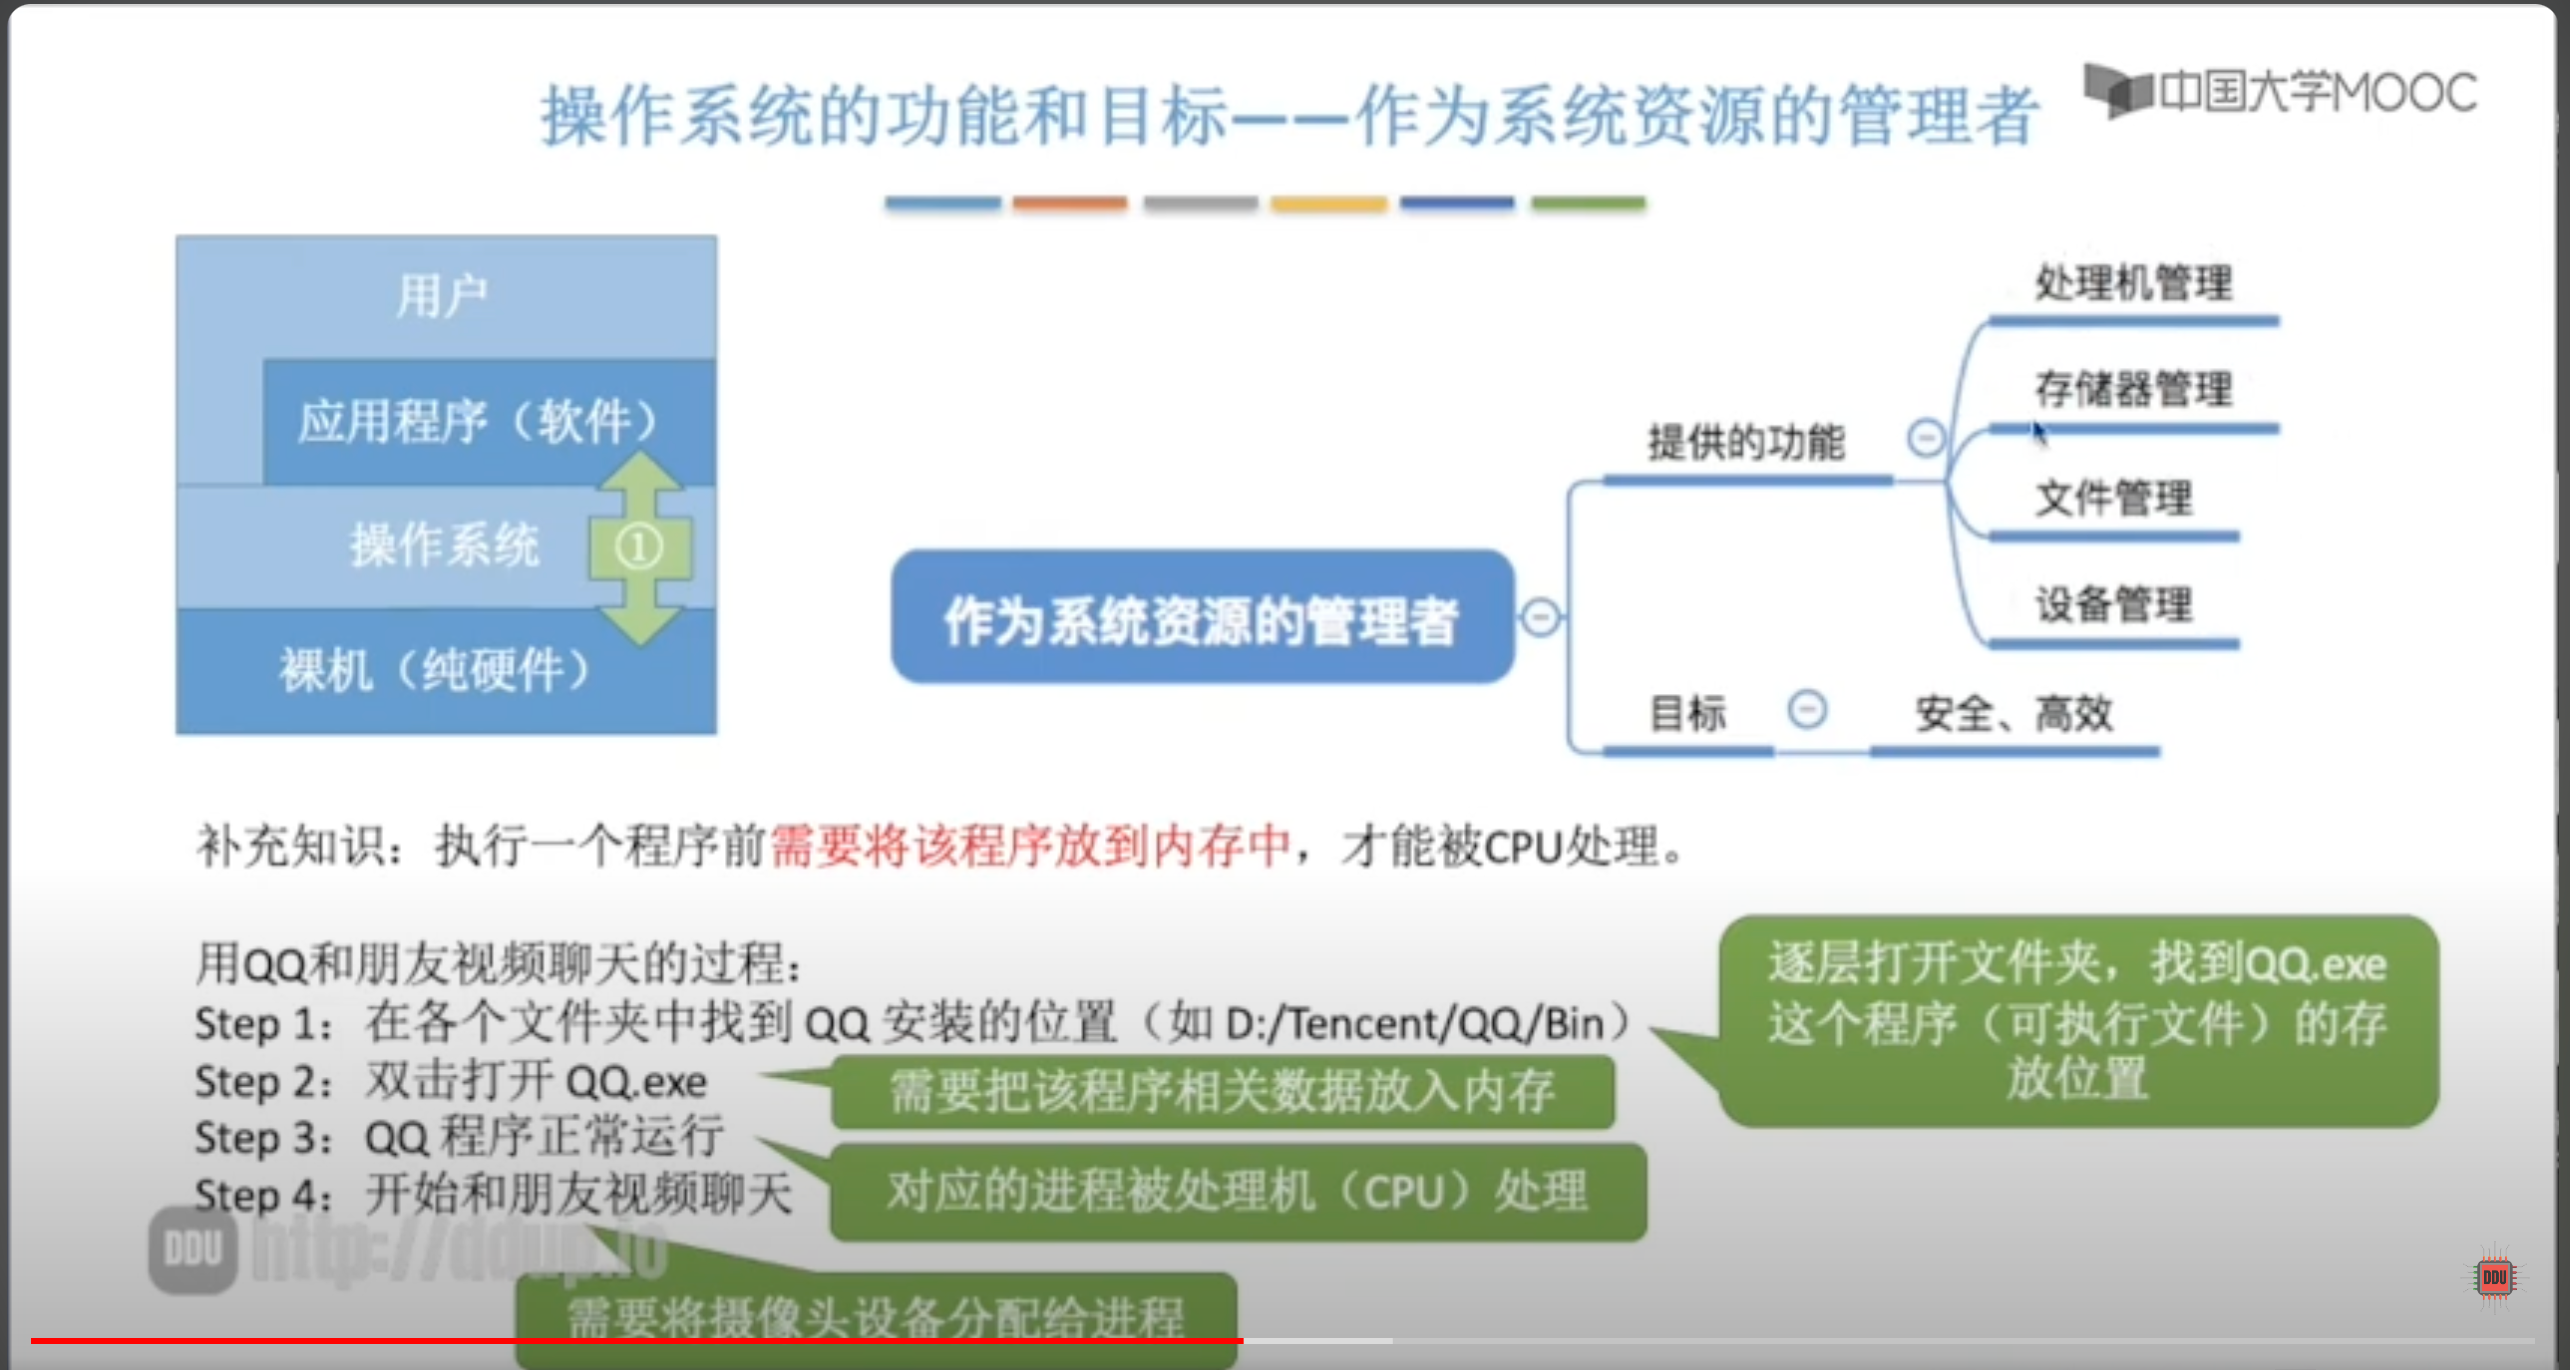 操作系统的功能和目标——作为系统资源的管理者
中国大学MOOC
用户
应用程序（软件）
操作系统
①
裸机（纯硬件）
作为系统资源的管理者
提供的功能
处理机管理
存储器管理
文件管理
设备管理
目标
安全、高效
补充知识：执行一个程序前需要将该程序放到内存中，才能被CPU处理。
用QQ和朋友视频聊天的过程：
Step 1：在各个文件夹中找到 QQ 安装的位置（如 D:/Tencent/QQ/Bin）
逐层打开文件夹，找到QQ.exe
这个程序（可执行文件）的存
放位置
Step 2：双击打开 QQ.exe
需要把该程序相关数据放入内存
Step 3：QQ 程序正常运行
对应的进程被处理机（CPU）处理
Step 4：开始和朋友视频聊天
需要将摄像头设备分配给进程
DDU http://ddup.io
DDU